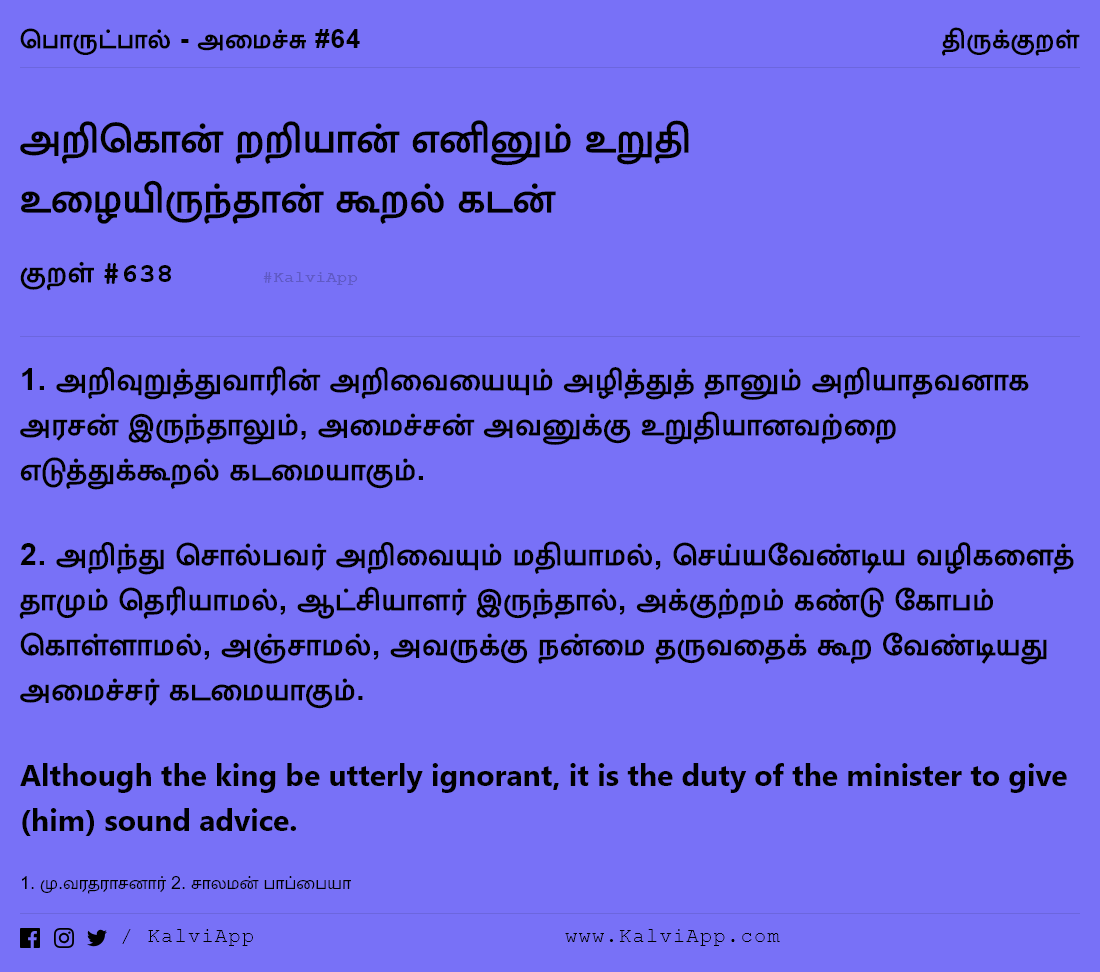 பொருட்பால் - அமைச்சு #64
திருக்குறள்
அறிகொன் றறியான் எனினும் உறுதி
உழையிருந்தான் கூறல் கடன்
குறள் #638
#KalviApp
1. அறிவுறுத்துவாரின் அறிவையையும் அழித்துத் தானும் அறியாதவனாக
அரசன் இருந்தாலும், அமைச்சன் அவனுக்கு உறுதியானவற்றை
எடுத்துக்கூறல் கடமையாகும்.
2. அறிந்து சொல்பவர் அறிவையும் மதியாமல், செய்யவேண்டிய வழிகளைத்
தாமும் தெரியாமல், ஆட்சியாளர் இருந்தால், அக்குற்றம் கண்டு கோபம்
கொள்ளாமல், அஞ்சாமல், அவருக்கு நன்மை தருவதைக் கூற வேண்டியது
அமைச்சர் கடமையாகும்.
Although the king be utterly ignorant, it is the duty of the minister to give
(him) sound advice.
1. மு.வரதராசனார் 2. சாலமன் பாப்பையா
/ KalviApp
www.KalviApp.com